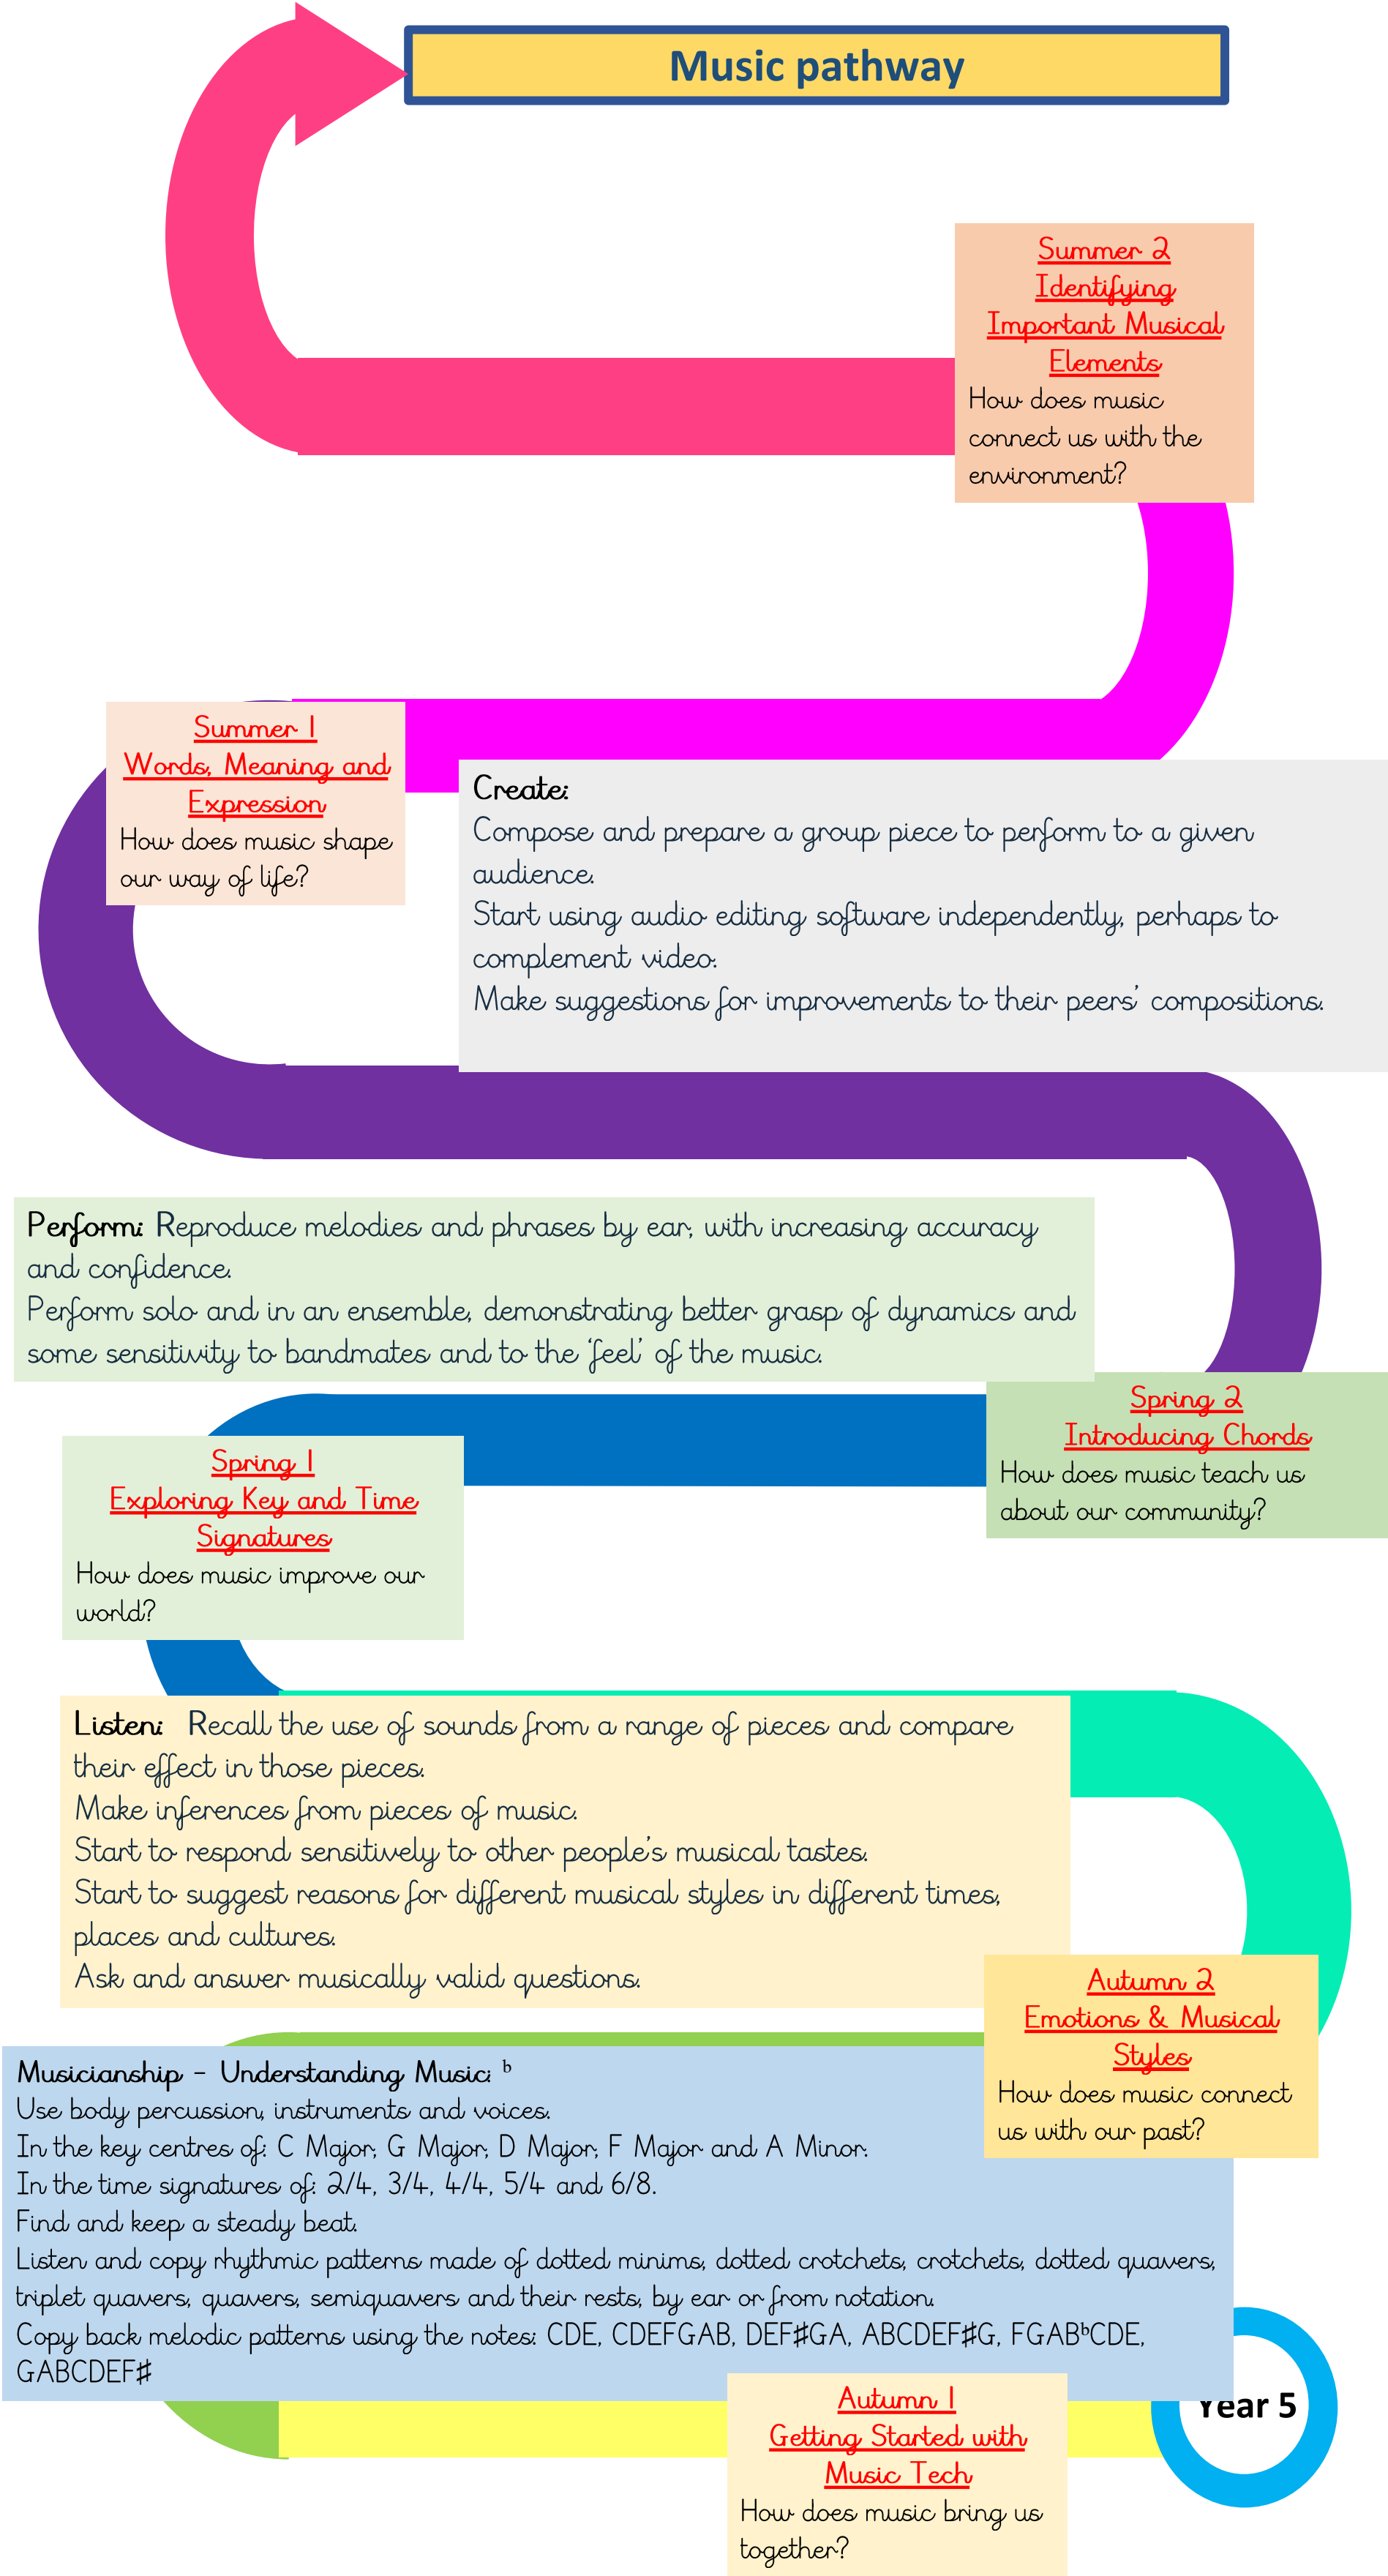 Music pathway
Summer 2
Identifying
Important Musical
Elements
How does music
connect us with the
environment?
Summer 1
Words, Meaning and
Expression
How does music shape
our way of life?
Create:
Compose and prepare a group piece to perform to a given
audience.
Start using audio editing software independently, perhaps to
complement video.
Make suggestions for improvements to their peers’ compositions.
Perform: Reproduce melodies and phrases by ear, with increasing accuracy
and confidence.
Perform solo and in an ensemble, demonstrating better grasp of dynamics and
some sensitivity to bandmates and to the ‘feel’ of the music.
Spring 2
Introducing Chords
How does music teach us
about our community?
Spring 1
Exploring Key and Time
Signatures
How does music improve our
world?
Listen: Recall the use of sounds from a range of pieces and compare
their effect in those pieces.
Make inferences from pieces of music.
Start to respond sensitively to other people’s musical tastes.
Start to suggest reasons for different musical styles in different times,
places and cultures.
Ask and answer musically valid questions.
Autumn 2
Emotions & Musical
Styles
How does music connect
us with our past?
Musicianship - Understanding Music: ᵇ
Use body percussion, instruments and voices.
In the key centres of: C Major, G Major, D Major, F Major and A Minor.
In the time signatures of: 2/4, 3/4, 4/4, 5/4 and 6/8.
Find and keep a steady beat.
Listen and copy rhythmic patterns made of dotted minims, dotted crotchets, crotchets, dotted quavers,
triplet quavers, quavers, semiquavers and their rests, by ear or from notation.
Copy back melodic patterns using the notes: CDE, CDEFGAB, DEF♯GA, ABCDEF♯G, FGABᵇCDE,
GABCDEF♯
Year 5
Autumn 1
Getting Started with
Music Tech
How does music bring us
together?